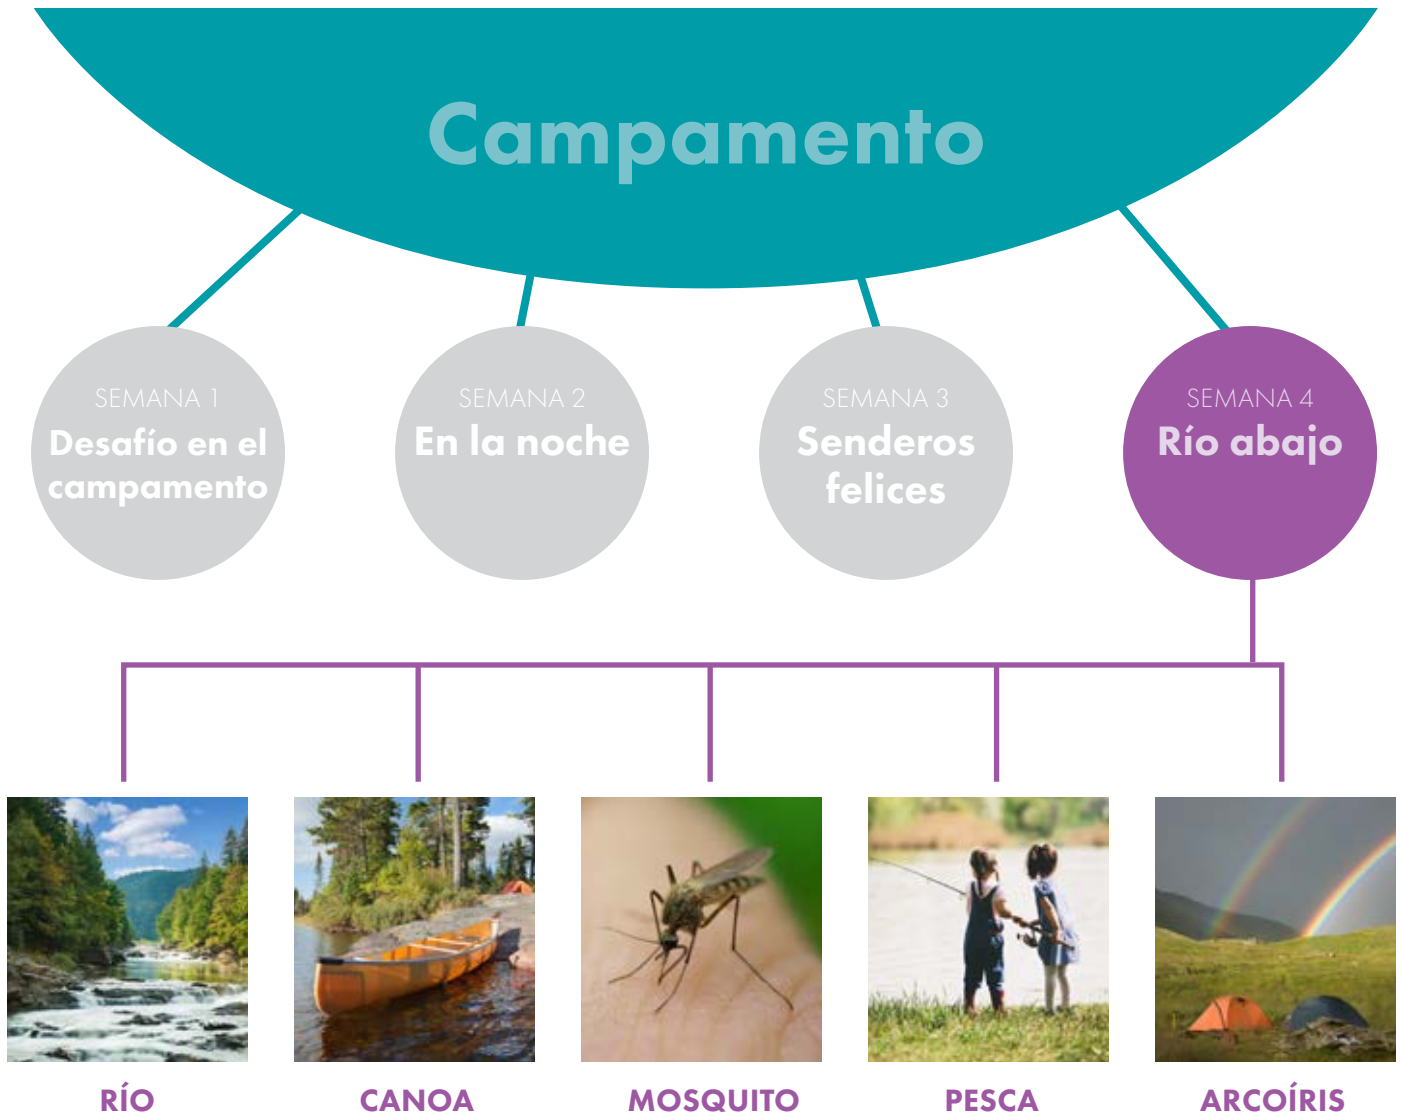 Campamento
SEMANA 1
Desafío en el
campamento
SEMANA 2
En la noche
SEMANA 3
Senderos
felices
SEMANA 4
Río abajo
RÍO
CANOA
MOSQUITO
PESCA
ARCOÍRIS